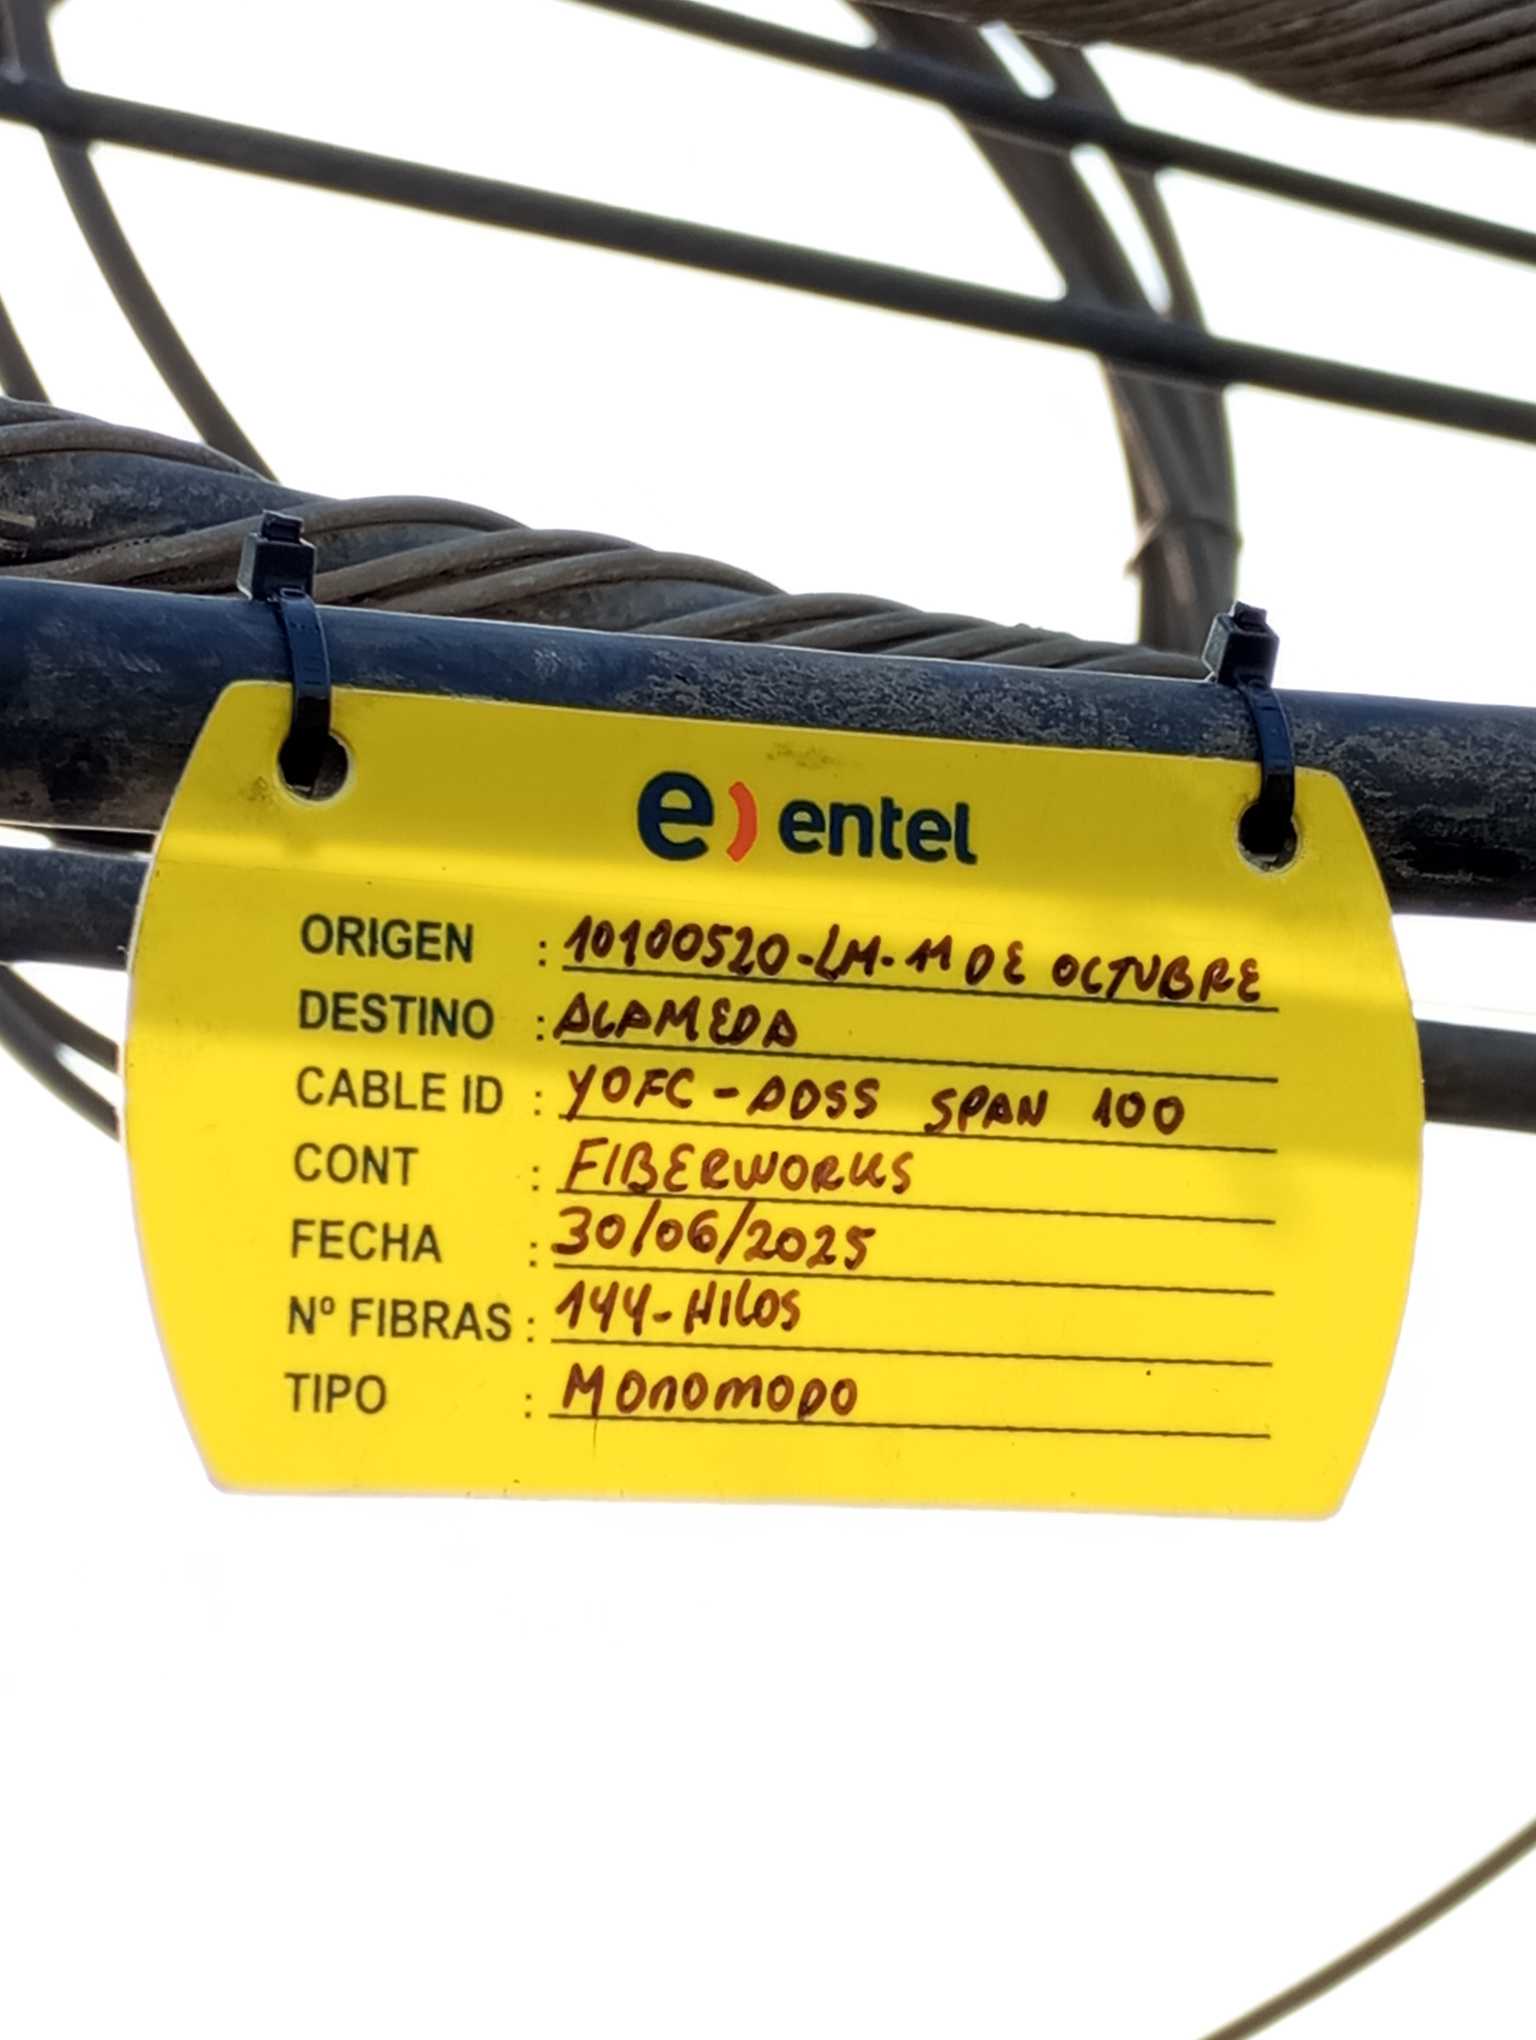 e) entel
ORIGEN : 10100520-LM-11 DE OCTUBRE
DESTINO : ALAMEDA
CABLE ID : YOFC - ADSS SPAN 100
CONT : FIBERWORKS
FECHA : 30/06/2025
Nº FIBRAS : 144-HILOS
TIPO : MONOMODO